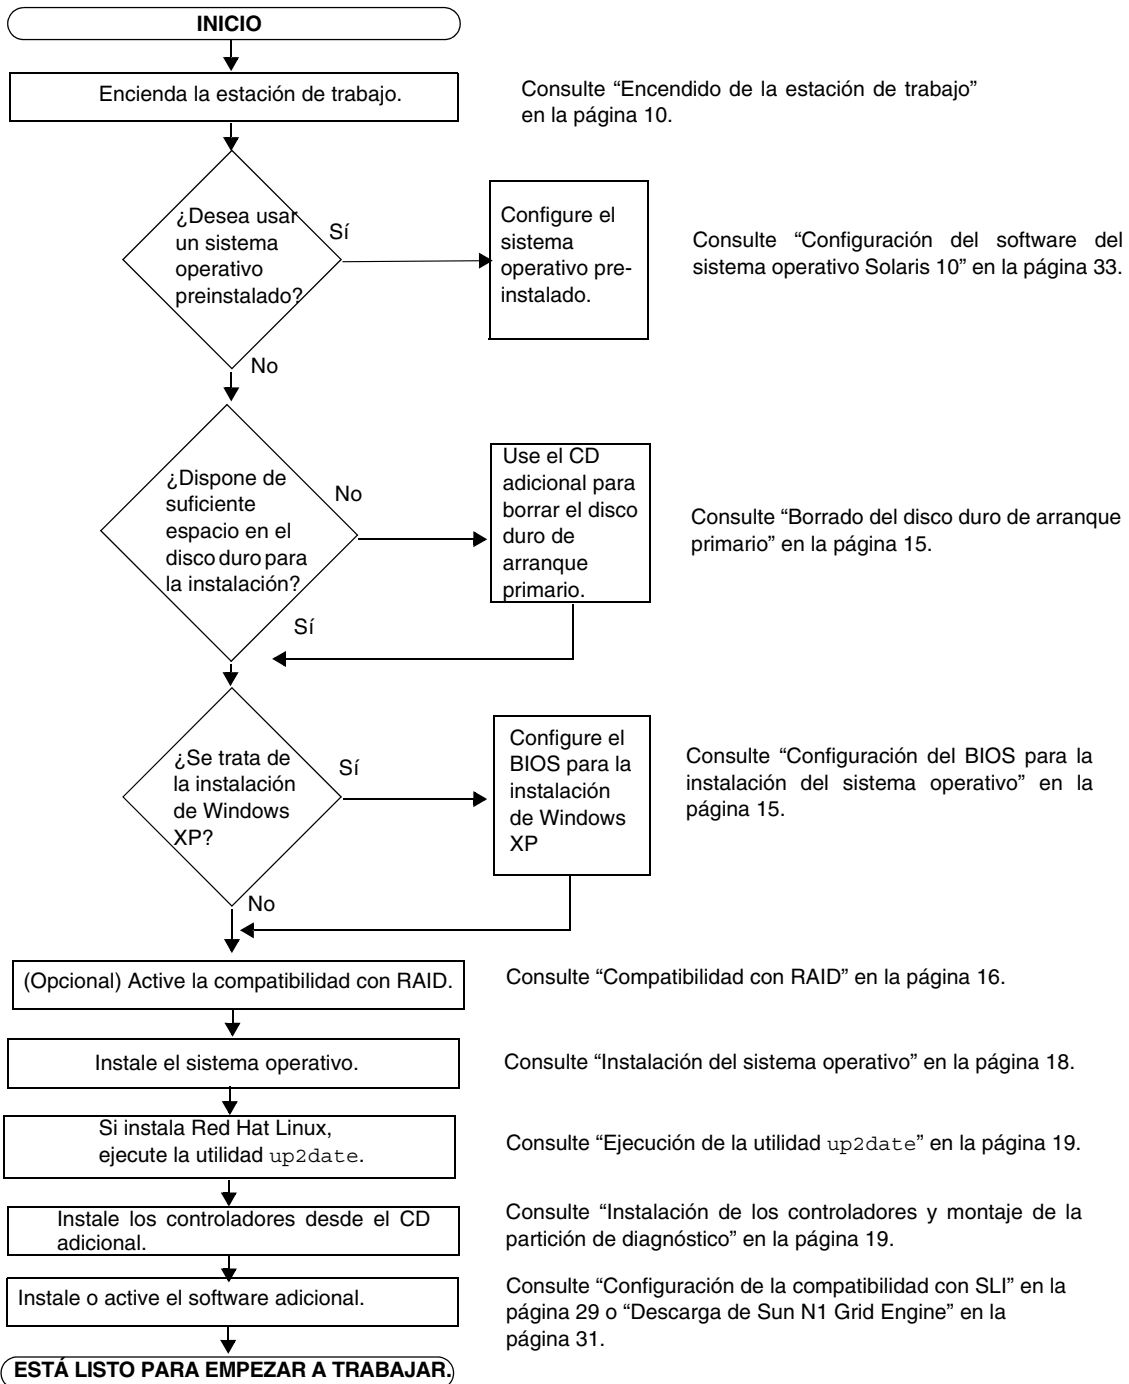 INICIO
Encienda la estación de trabajo.
Consulte “Encendido de la estación de trabajo”
en la página 10.
¿Desea usar
un sistema
operativo
preinstalado?
Sí
Configure el
sistema
operativo pre-
instalado.
Consulte “Configuración del software del
sistema operativo Solaris 10” en la página 33.
No
¿Dispone de
suficiente
espacio en el
disco duro para
la instalación?
No
Use el CD
adicional para
borrar el disco
duro de
arranque
primario.
Consulte “Borrado del disco duro de arranque
primario” en la página 15.
Sí
¿Se trata de
la instalación
de Windows
XP?
Sí
Configure el
BIOS para la
instalación
de Windows
XP
Consulte “Configuración del BIOS para la
instalación del sistema operativo” en la
página 15.
No
(Opcional) Active la compatibilidad con RAID.
Consulte “Compatibilidad con RAID” en la página 16.
Instale el sistema operativo.
Consulte “Instalación del sistema operativo” en la página 18.
Si instala Red Hat Linux,
ejecute la utilidad up2date.
Consulte “Ejecución de la utilidad up2date” en la página 19.
Instale los controladores desde el CD
adicional.
Consulte “Instalación de los controladores y montaje de la
partición de diagnóstico” en la página 19.
Instale o active el software adicional.
Consulte “Configuración de la compatibilidad con SLI” en la
página 29 o “Descarga de Sun N1 Grid Engine” en la
página 31.
ESTÁ LISTO PARA EMPEZAR A TRABAJAR.